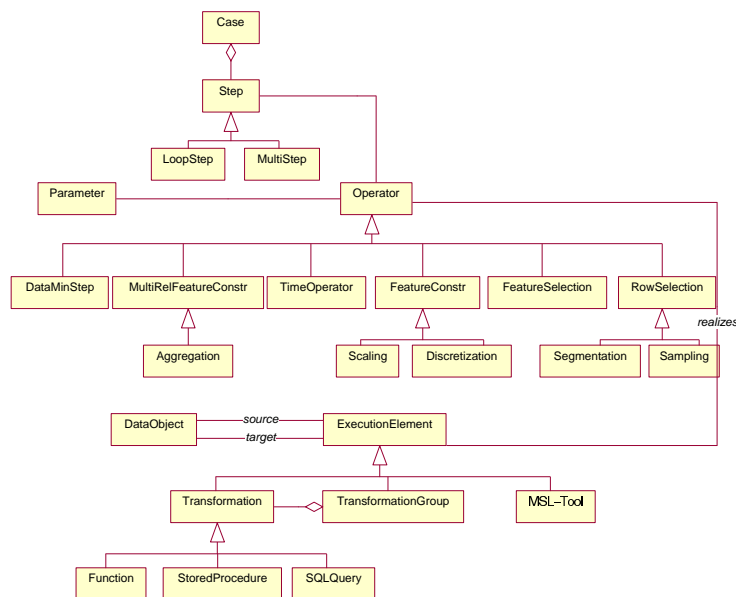 Case
Step
LoopStep
MultiStep
Parameter
Operator
DataMinStep
MultiRelFeatureConstr
TimeOperator
FeatureConstr
FeatureSelection
RowSelection
realizes
Aggregation
Scaling
Discretization
Segmentation
Sampling
DataObject
source
target
ExecutionElement
Transformation
TransformationGroup
MSL–Tool
Function
StoredProcedure
SQLQuery